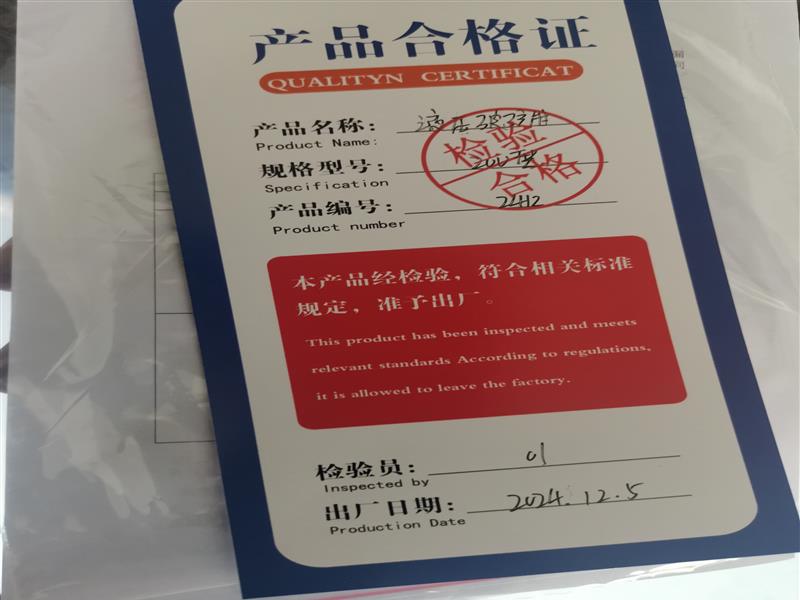 产品合格证
QUALITYN CERTIFICAT
产品名称：
Product Name:
检验
规格型号：
Specification
合格
产品编号：
Product number
本产品经检验，符合相关标准
规定，准予出厂。
This product has been inspected and meets
relevant standards According to regulations,
it is allowed to leave the factory.
检验员： 01
Inspected by
出厂日期： 2024.12.5
Production Date